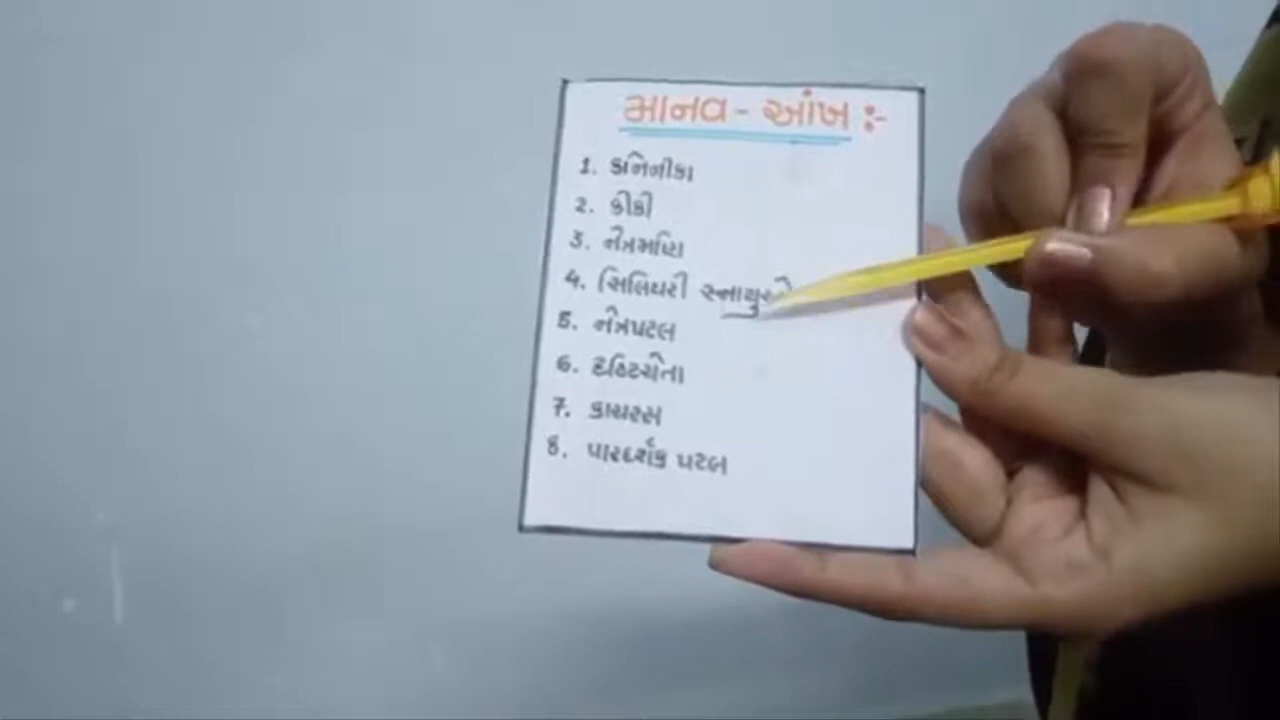 માનવ - આંખ :-
1. કનિનીકા
2. કીકી
3. નેત્રમણિ
4. સિલિયરી સ્નાયુઓ
5. નેત્રપટલ
6. દ્રષ્ટિચેતા
7. કાચરસ
8. પારદર્શક પટલ